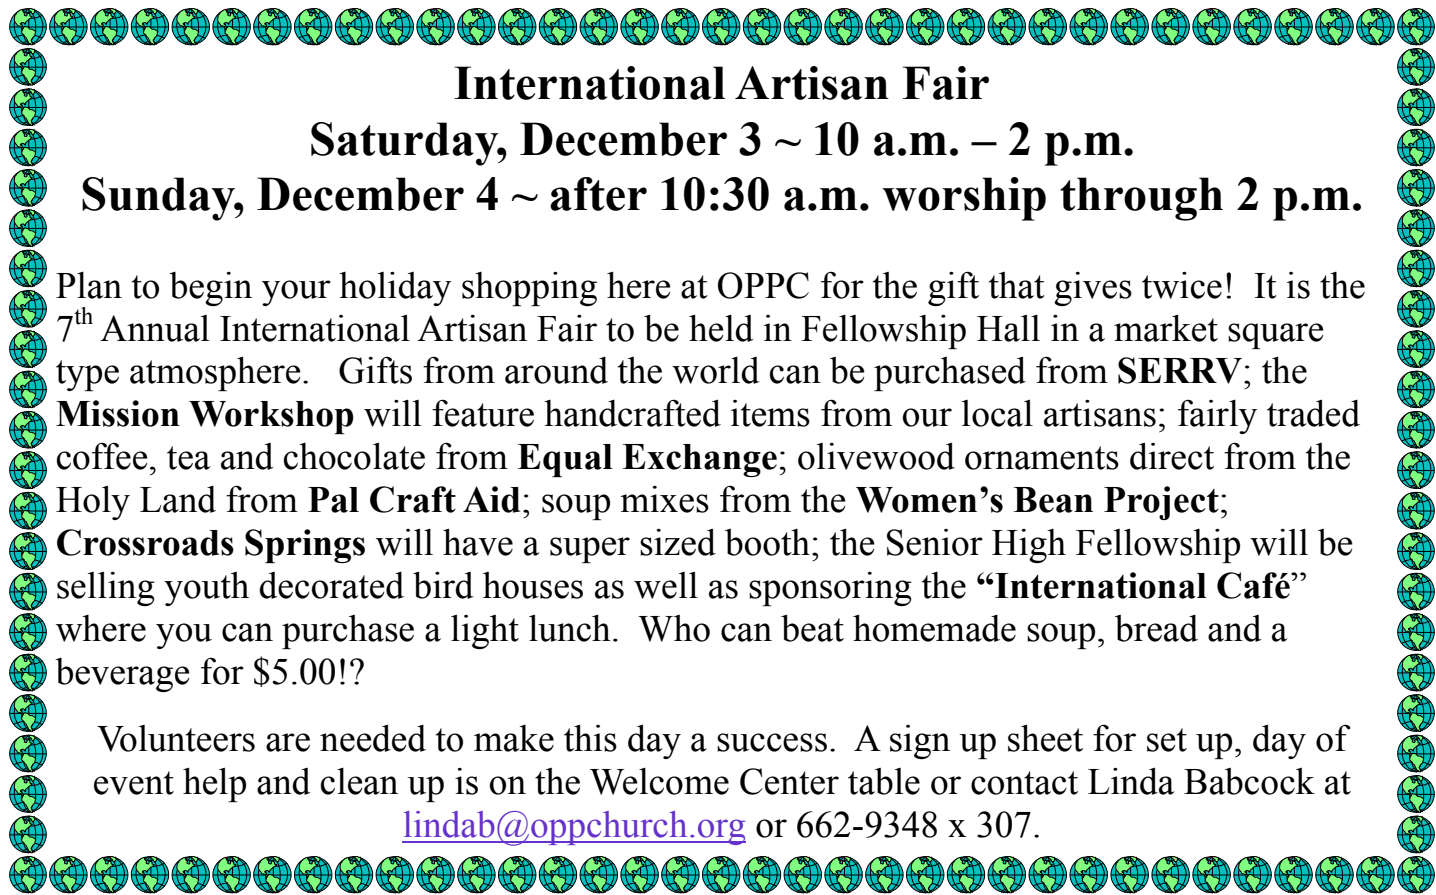 International Artisan Fair
Saturday, December 3 ~ 10 a.m. – 2 p.m.
Sunday, December 4 ~ after 10:30 a.m. worship through 2 p.m.
Plan to begin your holiday shopping here at OPPC for the gift that gives twice!  It is the
7th Annual International Artisan Fair to be held in Fellowship Hall in a market square
type atmosphere.   Gifts from around the world can be purchased from SERRV; the
Mission Workshop will feature handcrafted items from our local artisans; fairly traded
coffee, tea and chocolate from Equal Exchange; olivewood ornaments direct from the
Holy Land from Pal Craft Aid; soup mixes from the Women’s Bean Project;
Crossroads Springs will have a super sized booth; the Senior High Fellowship will be
selling youth decorated bird houses as well as sponsoring the “International Café”
where you can purchase a light lunch.  Who can beat homemade soup, bread and a
beverage for $5.00!?
Volunteers are needed to make this day a success.  A sign up sheet for set up, day of
event help and clean up is on the Welcome Center table or contact Linda Babcock at
lindab@oppchurch.org or 662-9348 x 307.